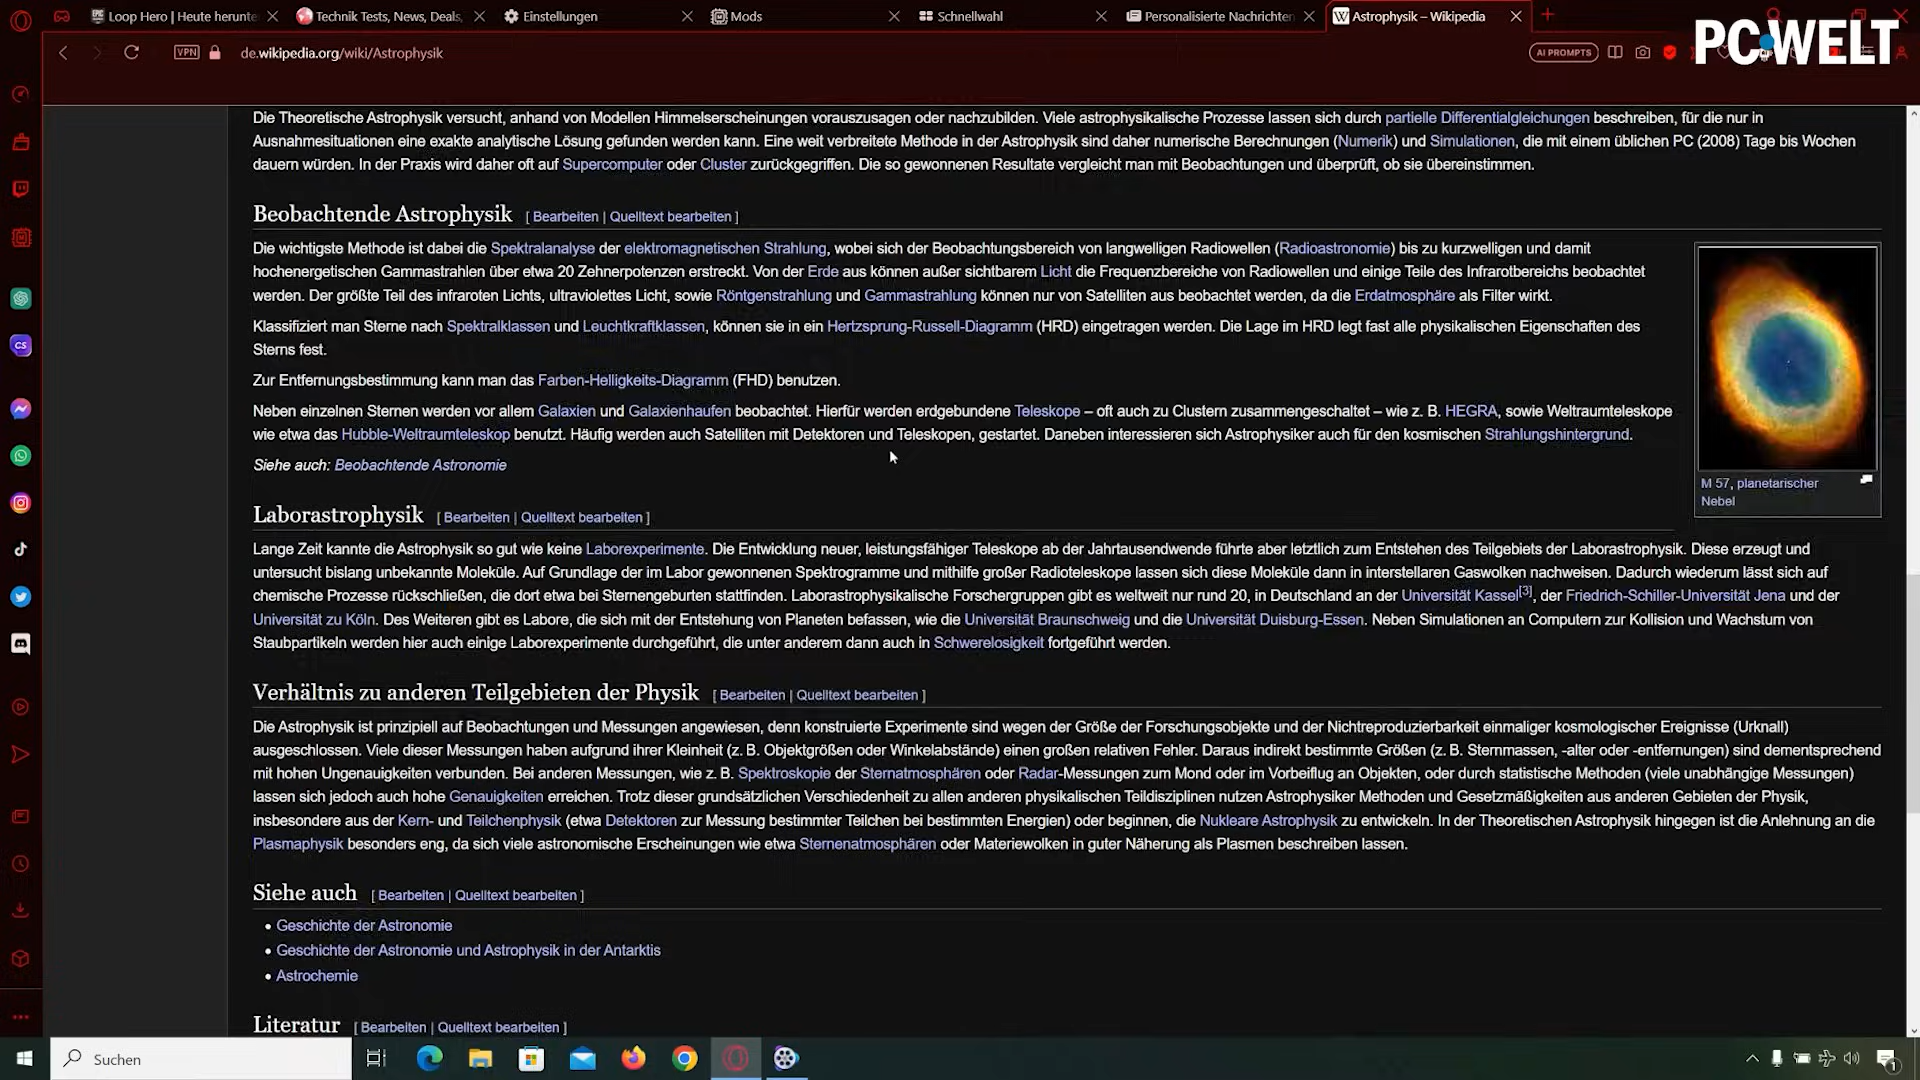 Loop Hero | Heute herunte
Technik Tests, News, Deals,
Einstellungen
Mods
Schnellwahl
Personalisierte Nachrichten
Astrophysik – Wikipedia
PC WELT
VPN
de.wikipedia.org/wiki/Astrophysik
AI PROMPTS
Die Theoretische Astrophysik versucht, anhand von Modellen Himmelserscheinungen vorauszusagen oder nachzubilden. Viele astrophysikalische Prozesse lassen sich durch partielle Differentialgleichungen beschreiben, für die nur in
Ausnahmesituationen eine exakte analytische Lösung gefunden werden kann. Eine weit verbreitete Methode in der Astrophysik sind daher numerische Berechnungen (Numerik) und Simulationen, die mit einem üblichen PC (2008) Tage bis Wochen
dauern würden. In der Praxis wird daher oft auf Supercomputer oder Cluster zurückgegriffen. Die so gewonnenen Resultate vergleicht man mit Beobachtungen und überprüft, ob sie übereinstimmen.
Beobachtende Astrophysik [ Bearbeiten | Quelltext bearbeiten ]
Die wichtigste Methode ist dabei die Spektralanalyse der elektromagnetischen Strahlung, wobei sich der Beobachtungsbereich von langwelligen Radiowellen (Radioastronomie) bis zu kurzwelligen und damit
hochenergetischen Gammastrahlen über etwa 20 Zehnerpotenzen erstreckt. Von der Erde aus können außer sichtbarem Licht die Frequenzbereiche von Radiowellen und einige Teile des Infrarotbereichs beobachtet
werden. Der größte Teil des infraroten Lichts, ultraviolettes Licht, sowie Röntgenstrahlung und Gammastrahlung können nur von Satelliten aus beobachtet werden, da die Erdatmosphäre als Filter wirkt.
Klassifiziert man Sterne nach Spektralklassen und Leuchtkraftklassen, können sie in ein Hertzsprung-Russell-Diagramm (HRD) eingetragen werden. Die Lage im HRD legt fast alle physikalischen Eigenschaften des
Sterns fest.
Zur Entfernungsbestimmung kann man das Farben-Helligkeits-Diagramm (FHD) benutzen.
Neben einzelnen Sternen werden vor allem Galaxien und Galaxienhaufen beobachtet. Hierfür werden erdgebundene Teleskope – oft auch zu Clustern zusammengeschaltet – wie z. B. HEGRA, sowie Weltraumteleskope
wie etwa das Hubble-Weltraumteleskop benutzt. Häufig werden auch Satelliten mit Detektoren und Teleskopen, gestartet. Daneben interessieren sich Astrophysiker auch für den kosmischen Strahlungshintergrund.
Siehe auch: Beobachtende Astronomie
M 57, planetarischer
Nebel
Laborastrophysik [ Bearbeiten | Quelltext bearbeiten ]
Lange Zeit kannte die Astrophysik so gut wie keine Laborexperimente. Die Entwicklung neuer, leistungsfähiger Teleskope ab der Jahrtausendwende führte aber letztlich zum Entstehen des Teilgebiets der Laborastrophysik. Diese erzeugt und
untersucht bislang unbekannte Moleküle. Auf Grundlage der im Labor gewonnenen Spektrogramme und mithilfe großer Radioteleskope lassen sich diese Moleküle dann in interstellaren Gaswolken nachweisen. Dadurch wiederum lässt sich auf
chemische Prozesse rückschließen, die dort etwa bei Sternengeburten stattfinden. Laborastrophysikalische Forschergruppen gibt es weltweit nur rund 20, in Deutschland an der Universität Kassel[3], der Friedrich-Schiller-Universität Jena und der
Universität zu Köln. Des Weiteren gibt es Labore, die sich mit der Entstehung von Planeten befassen, wie die Universität Braunschweig und die Universität Duisburg-Essen. Neben Simulationen an Computern zur Kollision und Wachstum von
Staubpartikeln werden hier auch einige Laborexperimente durchgeführt, die unter anderem dann auch in Schwerelosigkeit fortgeführt werden.
Verhältnis zu anderen Teilgebieten der Physik [ Bearbeiten | Quelltext bearbeiten ]
Die Astrophysik ist prinzipiell auf Beobachtungen und Messungen angewiesen, denn konstruierte Experimente sind wegen der Größe der Forschungsobjekte und der Nichtreproduzierbarkeit einmaliger kosmologischer Ereignisse (Urknall)
ausgeschlossen. Viele dieser Messungen haben aufgrund ihrer Kleinheit (z. B. Objektgrößen oder Winkelabstände) einen großen relativen Fehler. Daraus indirekt bestimmte Größen (z. B. Sternmassen, -alter oder -entfernungen) sind dementsprechend
mit hohen Ungenauigkeiten verbunden. Bei anderen Messungen, wie z. B. Spektroskopie der Sternatmosphären oder Radar-Messungen zum Mond oder im Vorbeiflug an Objekten, oder durch statistische Methoden (viele unabhängige Messungen)
lassen sich jedoch auch hohe Genauigkeiten erreichen. Trotz dieser grundsätzlichen Verschiedenheit zu allen anderen physikalischen Teildisziplinen nutzen Astrophysiker Methoden und Gesetzmäßigkeiten aus anderen Gebieten der Physik,
insbesondere aus der Kern- und Teilchenphysik (etwa Detektoren zur Messung bestimmter Teilchen bei bestimmten Energien) oder beginnen, die Nukleare Astrophysik zu entwickeln. In der Theoretischen Astrophysik hingegen ist die Anlehnung an die
Plasmaphysik besonders eng, da sich viele astronomische Erscheinungen wie etwa Sternenatmosphären oder Materiewolken in guter Näherung als Plasmen beschreiben lassen.
Siehe auch [ Bearbeiten | Quelltext bearbeiten ]
• Geschichte der Astronomie
• Geschichte der Astronomie und Astrophysik in der Antarktis
• Astrochemie
Literatur [ Bearbeiten | Quelltext bearbeiten ]
Suchen
1